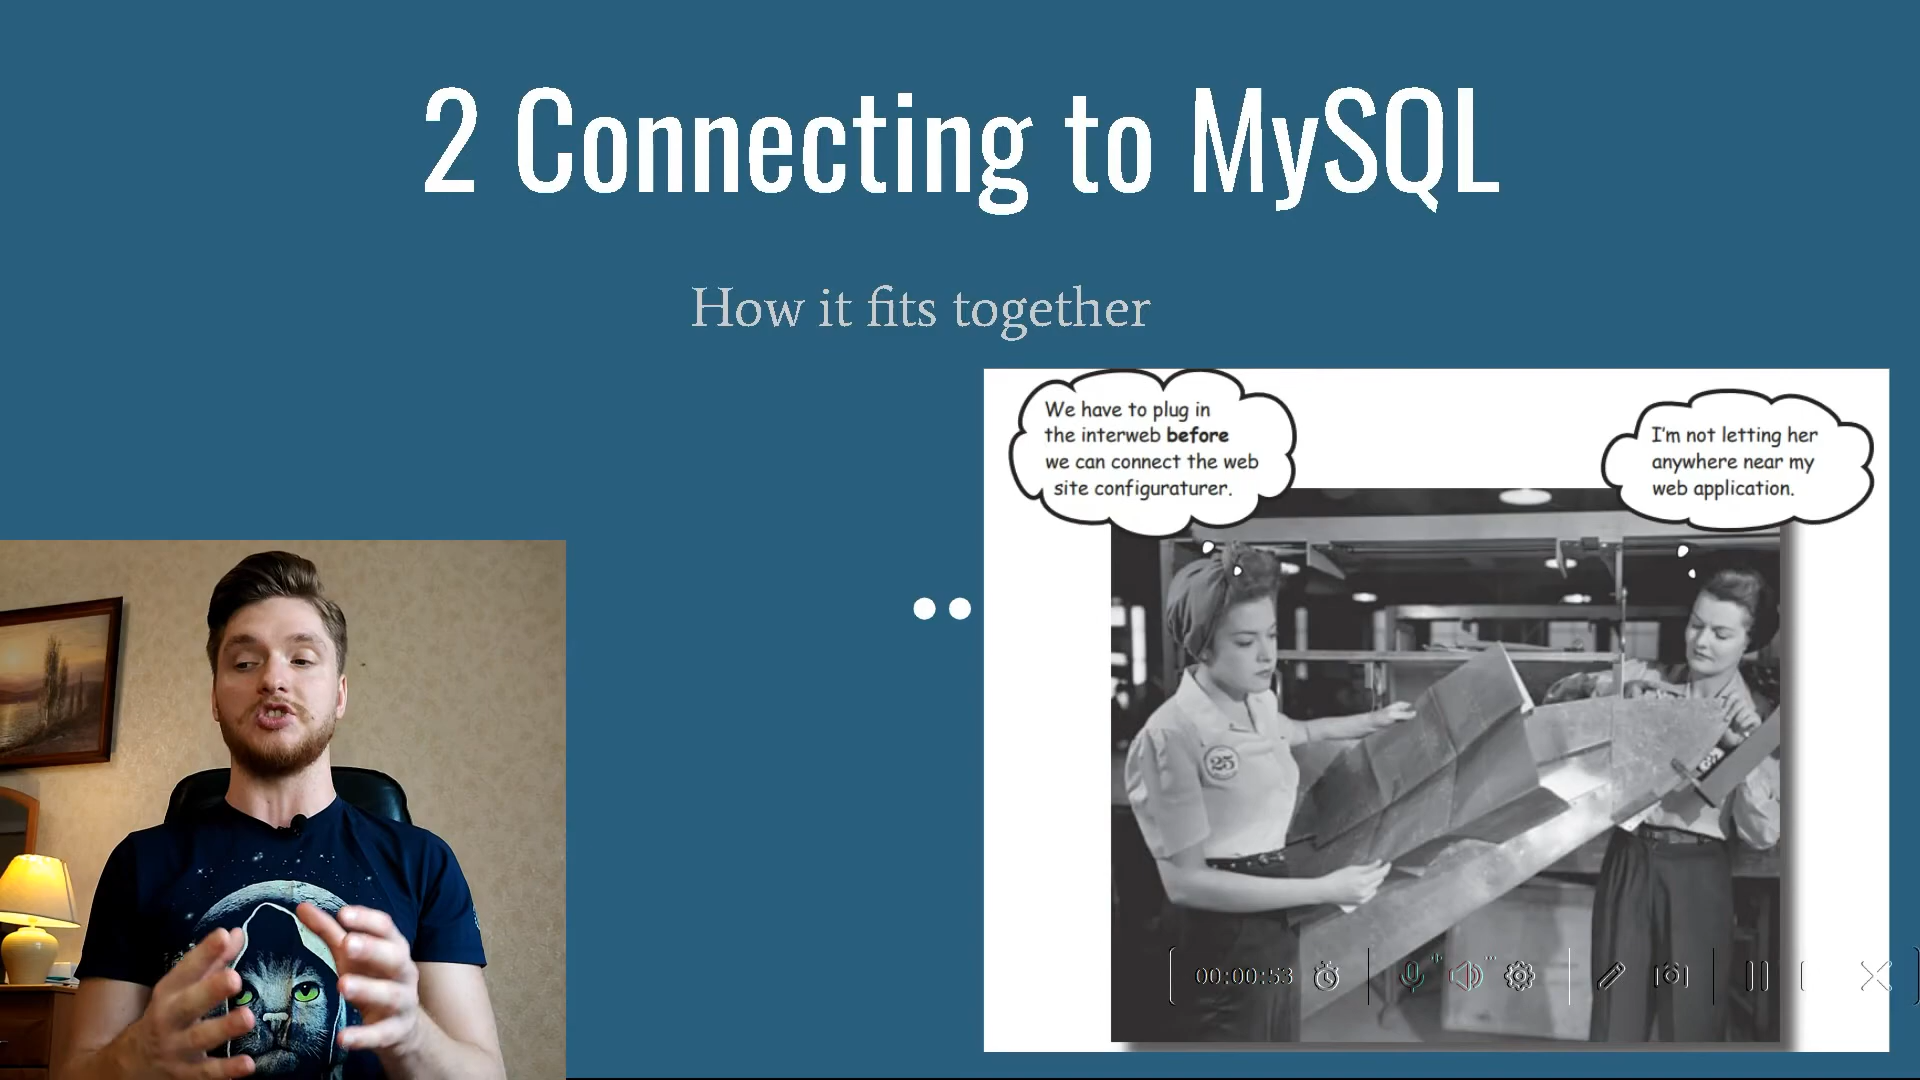 2 Connecting to MySQL
How it fits together
We have to plug in
the interweb before
we can connect the web
site configuraturer.
I'm not letting her
anywhere near my
web application.
25
00:00:53